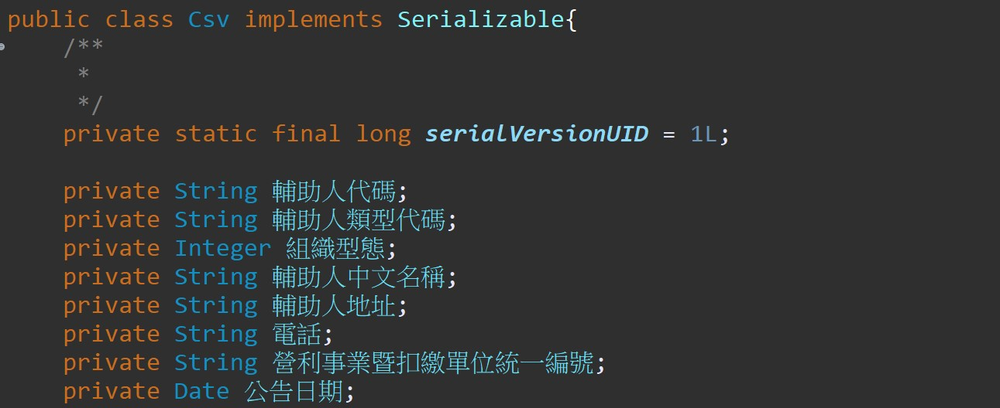 public class Csv implements Serializable{
/**
*
*/
private static final long serialVersionUID = 1L;
private String 輔助人代碼;
private String 輔助人類型代碼;
private Integer 組織型態;
private String 輔助人中文名稱;
private String 輔助人地址;
private String 電話;
private String 營利事業暨扣繳單位統一編號;
private Date 公告日期;